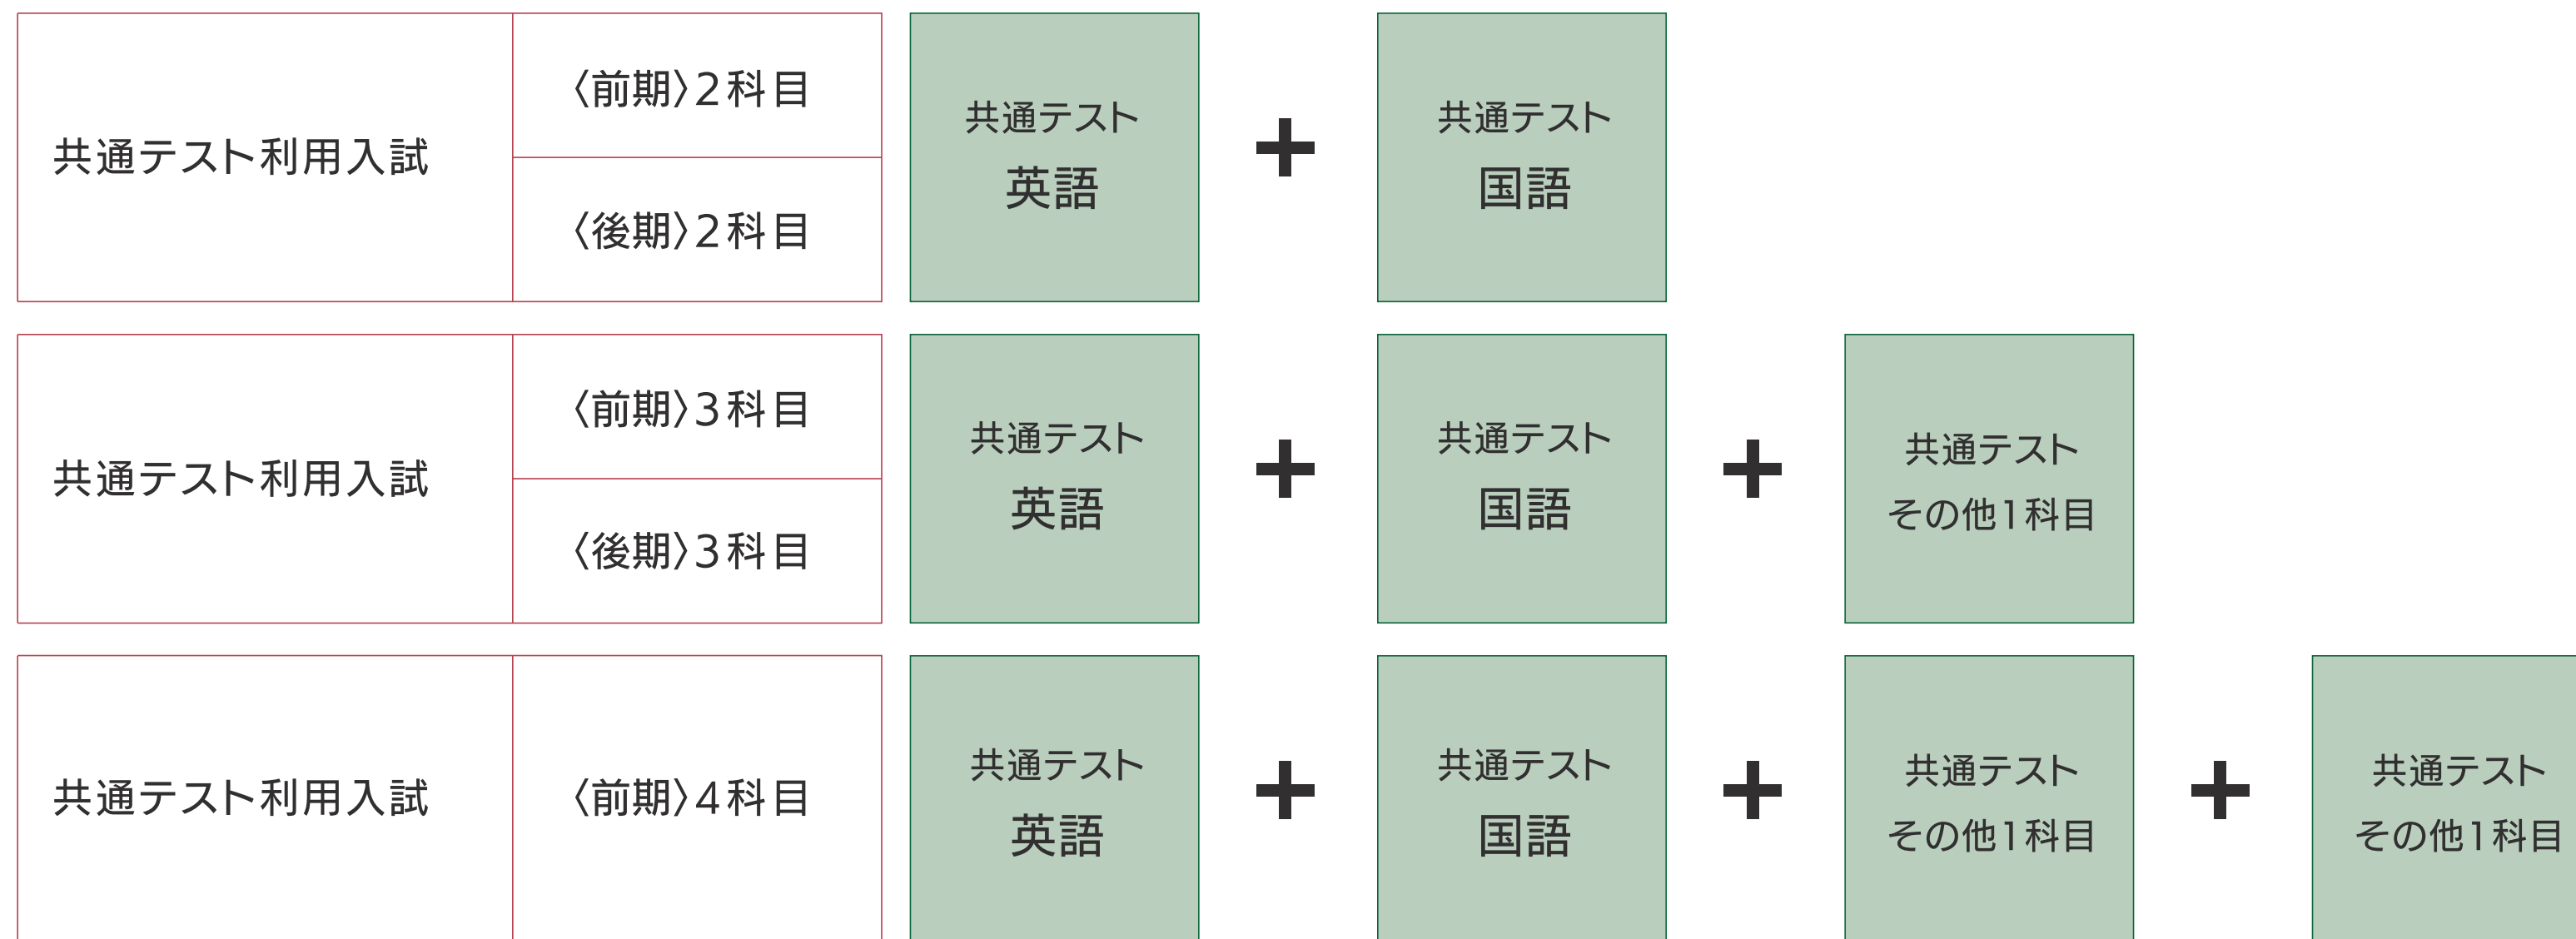 共通テスト利用入試
〈前期〉2科目
〈後期〉2科目
共通テスト
英語
+
共通テスト
国語
共通テスト利用入試
〈前期〉3科目
〈後期〉3科目
共通テスト
英語
+
共通テスト
国語
+
共通テスト
その他1科目
共通テスト利用入試
〈前期〉4科目
共通テスト
英語
+
共通テスト
国語
+
共通テスト
その他1科目
+
共通テスト
その他1科目